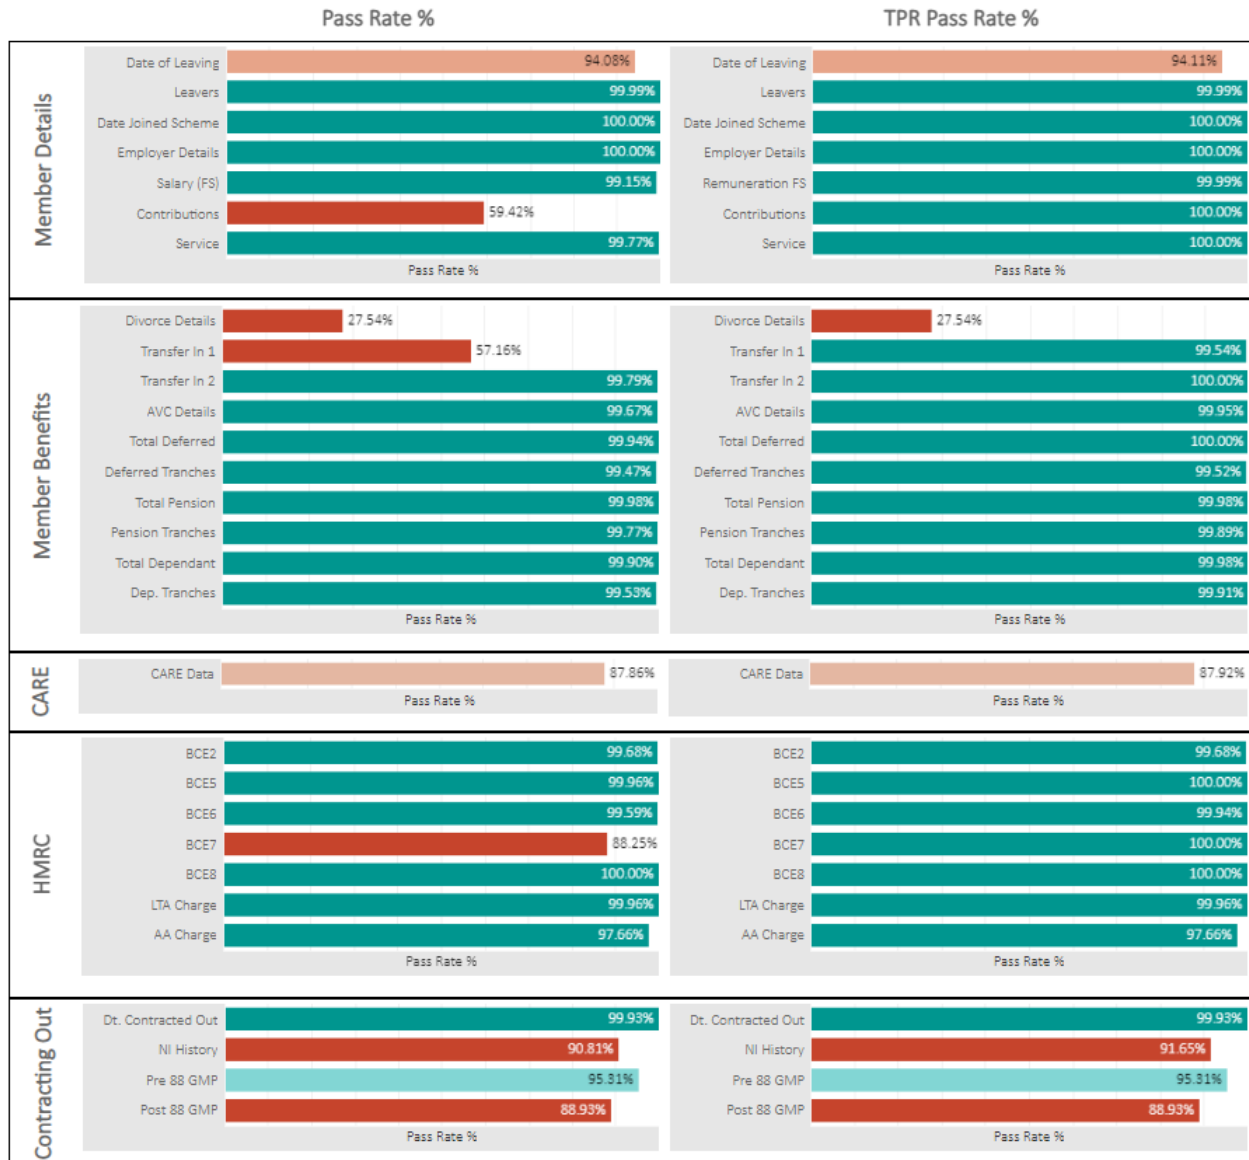 Pass Rate % TPR Pass Rate %
Member Details
Date of Leaving 94.08% Date of Leaving 94.11%
Leavers 99.99% Leavers 99.99%
Date Joined Scheme 100.00% Date Joined Scheme 100.00%
Employer Details 100.00% Employer Details 100.00%
Salary (FS) 99.15% Remuneration FS 99.99%
Contributions 59.42% Contributions 100.00%
Service 99.77% Service 100.00%
Pass Rate % Pass Rate %
Member Benefits
Divorce Details 27.54% Divorce Details 27.54%
Transfer In 1 57.16% Transfer In 1 99.54%
Transfer In 2 99.79% Transfer In 2 100.00%
AVC Details 99.67% AVC Details 99.95%
Total Deferred 99.94% Total Deferred 100.00%
Deferred Tranches 99.47% Deferred Tranches 99.52%
Total Pension 99.98% Total Pension 99.98%
Pension Tranches 99.77% Pension Tranches 99.89%
Total Dependant 99.90% Total Dependant 99.98%
Dep. Tranches 99.53% Dep. Tranches 99.91%
Pass Rate % Pass Rate %
CARE
CARE Data 87.86% CARE Data 87.92%
Pass Rate % Pass Rate %
HMRC
BCE2 99.68% BCE2 99.68%
BCE5 99.96% BCE5 100.00%
BCE6 99.59% BCE6 99.94%
BCE7 88.25% BCE7 100.00%
BCE8 100.00% BCE8 100.00%
LTA Charge 99.96% LTA Charge 99.96%
AA Charge 97.66% AA Charge 97.66%
Pass Rate % Pass Rate %
Contracting Out
Dt. Contracted Out 99.93% Dt. Contracted Out 99.93%
NI History 90.81% NI History 91.65%
Pre 88 GMP 95.31% Pre 88 GMP 95.31%
Post 88 GMP 88.93% Post 88 GMP 88.93%
Pass Rate % Pass Rate %